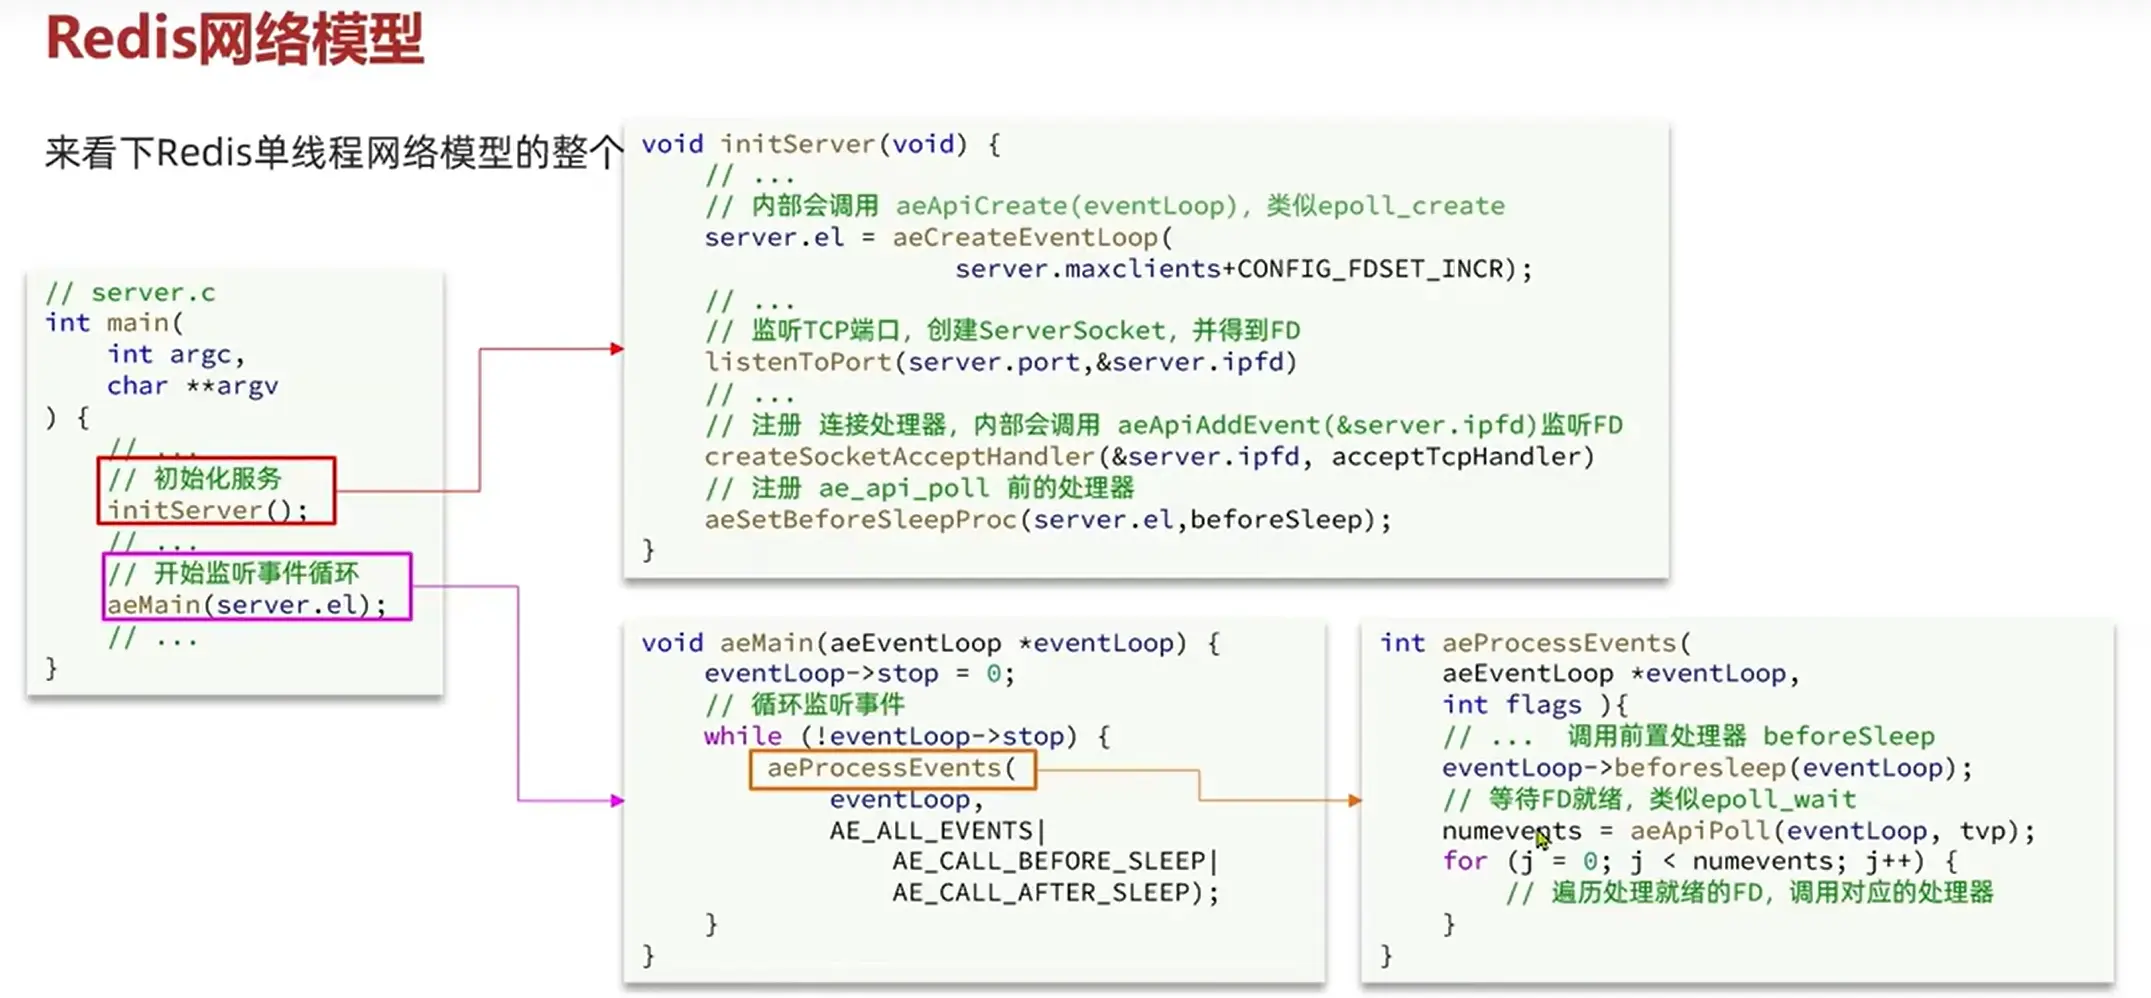 Redis网络模型
来看下Redis单线程网络模型的整个
// server.c
int main(
    int argc,
    char **argv
) {
    // ...
    // 初始化服务
    initServer();
    // ...
    // 开始监听事件循环
    aeMain(server.el);
    // ...
}
void initServer(void) {
    // ...
    // 内部会调用 aeApiCreate(eventLoop)，类似epoll_create
    server.el = aeCreateEventLoop(
                    server.maxclients+CONFIG_FDSET_INCR);
    // ...
    // 监听TCP端口，创建ServerSocket，并得到FD
    listenToPort(server.port,&server.ipfd)
    // ...
    // 注册 连接处理器，内部会调用 aeApiAddEvent(&server.ipfd)监听FD
    createSocketAcceptHandler(&server.ipfd, acceptTcpHandler)
    // 注册 ae_api_poll 前的处理器
    aeSetBeforeSleepProc(server.el,beforeSleep);
}
void aeMain(aeEventLoop *eventLoop) {
    eventLoop->stop = 0;
    // 循环监听事件
    while (!eventLoop->stop) {
        aeProcessEvents(
            eventLoop,
            AE_ALL_EVENTS|
                AE_CALL_BEFORE_SLEEP|
                AE_CALL_AFTER_SLEEP);
    }
}
int aeProcessEvents(
    aeEventLoop *eventLoop,
    int flags ){
    // ...  调用前置处理器 beforeSleep
    eventLoop->beforesleep(eventLoop);
    // 等待FD就绪，类似epoll_wait
    numevents = aeApiPoll(eventLoop, tvp);
    for (j = 0; j < numevents; j++) {
        // 遍历处理就绪的FD，调用对应的处理器
    }
}